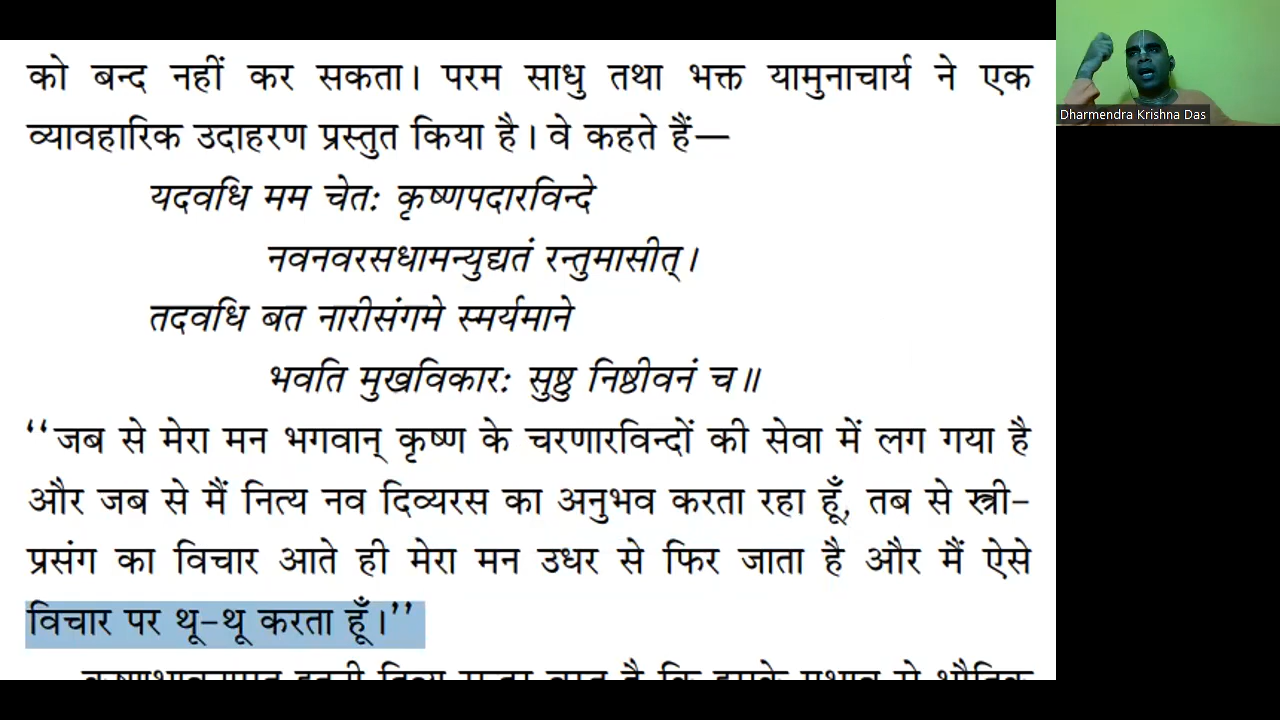 को बन्द नहीं कर सकता। परम साधु तथा भक्त यामुनाचार्य ने एक
व्यावहारिक उदाहरण प्रस्तुत किया है। वे कहते हैं—
यदवधि मम चेतः कृष्णपदारविन्दे
नवनवरसधामन्युद्यतं रन्तुमासीत्।
तदवधि बत नारीसंगमे स्मर्यमाने
भवति मुखविकारः सुष्ठु निष्ठीवनं च॥
‘‘जब से मेरा मन भगवान् कृष्ण के चरणारविन्दों की सेवा में लग गया है
और जब से मैं नित्य नव दिव्यरस का अनुभव करता रहा हूँ, तब से स्त्री-
प्रसंग का विचार आते ही मेरा मन उधर से फिर जाता है और मैं ऐसे
विचार पर थू-थू करता हूँ।’’
Dharmendra Krishna Das